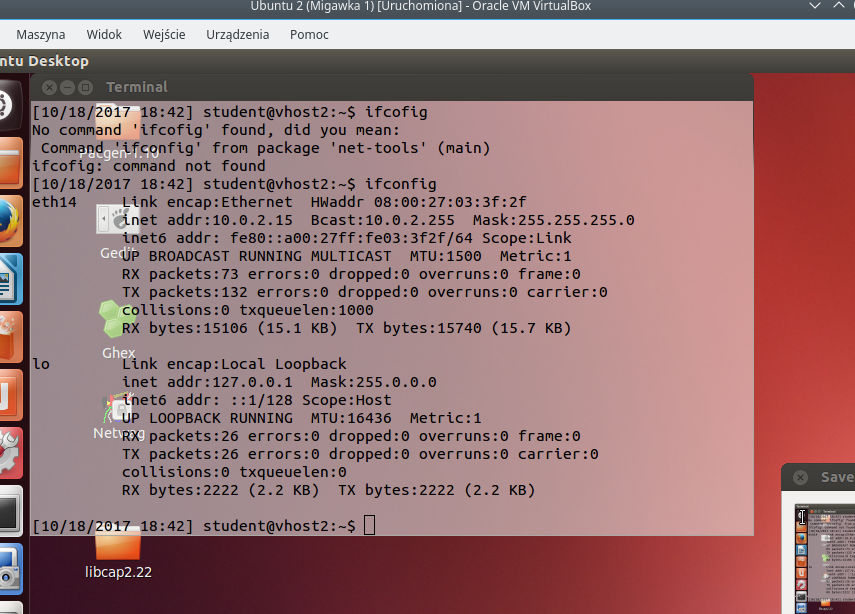 Ubuntu 2 (Migawka 1) [Uruchomiona] - Oracle VM VirtualBox
Maszyna Widok Wejście Urządzenia Pomoc
ntu Desktop
Terminal
[10/18/2017 18:42] student@vhost2:~$ ifcofig
No command 'ifcofig' found, did you mean:
 Command 'ifconfig' from package 'net-tools' (main)
ifcofig: command not found
[10/18/2017 18:42] student@vhost2:~$ ifconfig
eth14     Link encap:Ethernet  HWaddr 08:00:27:03:3f:2f
          inet addr:10.0.2.15  Bcast:10.0.2.255  Mask:255.255.255.0
          inet6 addr: fe80::a00:27ff:fe03:3f2f/64 Scope:Link
          UP BROADCAST RUNNING MULTICAST  MTU:1500  Metric:1
          RX packets:73 errors:0 dropped:0 overruns:0 frame:0
          TX packets:132 errors:0 dropped:0 overruns:0 carrier:0
          collisions:0 txqueuelen:1000
          RX bytes:15106 (15.1 KB)  TX bytes:15740 (15.7 KB)
lo        Link encap:Local Loopback
          inet addr:127.0.0.1  Mask:255.0.0.0
          inet6 addr: ::1/128 Scope:Host
          UP LOOPBACK RUNNING  MTU:16436  Metric:1
          RX packets:26 errors:0 dropped:0 overruns:0 frame:0
          TX packets:26 errors:0 dropped:0 overruns:0 carrier:0
          collisions:0 txqueuelen:0
          RX bytes:2222 (2.2 KB)  TX bytes:2222 (2.2 KB)
[10/18/2017 18:42] student@vhost2:~$
Pacgen-1.10
Gedit
Ghex
Netwag
libcap2.22
Save